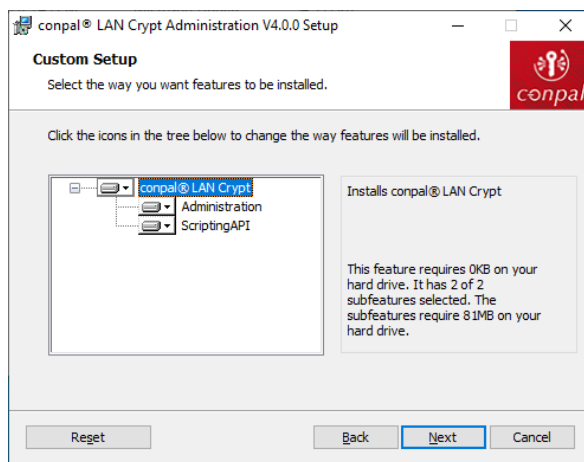 conpal® LAN Crypt Administration V4.0.0 Setup
Custom Setup
Select the way you want features to be installed.
conpal
Click the icons in the tree below to change the way features will be installed.
conpal® LAN Crypt
Administration
ScriptingAPI
Installs conpal® LAN Crypt
This feature requires 0KB on your
hard drive. It has 2 of 2
subfeatures selected. The
subfeatures require 81MB on your
hard drive.
Reset
Back
Next
Cancel